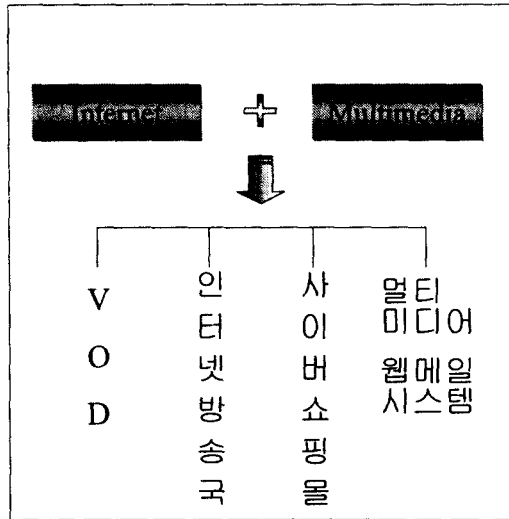 Internet
Multimedia
VOD
인터넷방송국
사이버쇼핑몰
멀티
미디어
웹메일
시스템